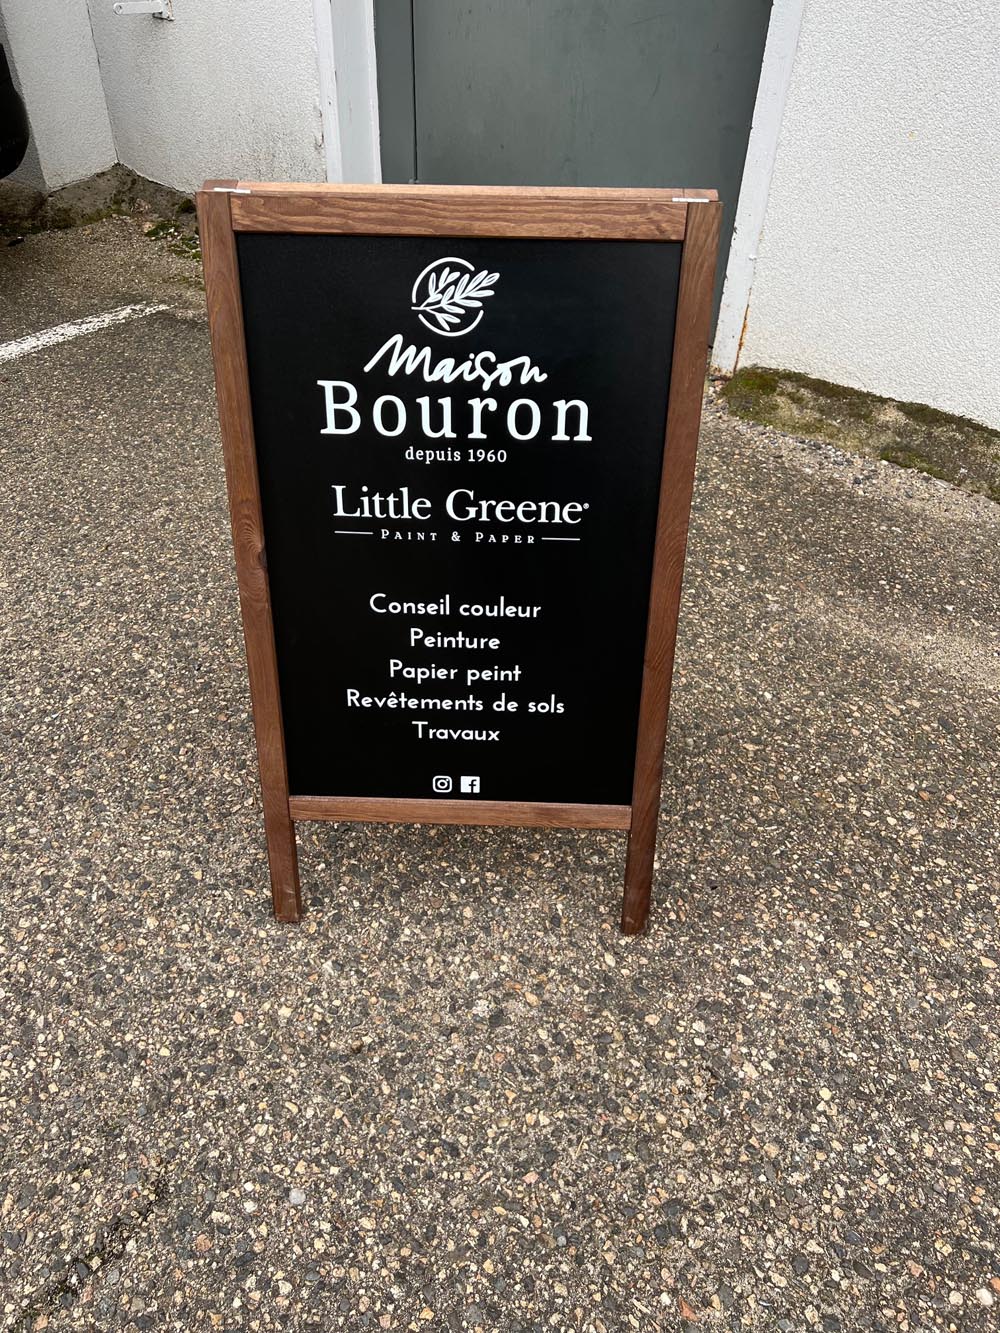 Maison
Bouron
depuis 1960
Little Greene®
PAINT & PAPER
Conseil couleur
Peinture
Papier peint
Revêtements de sols
Travaux